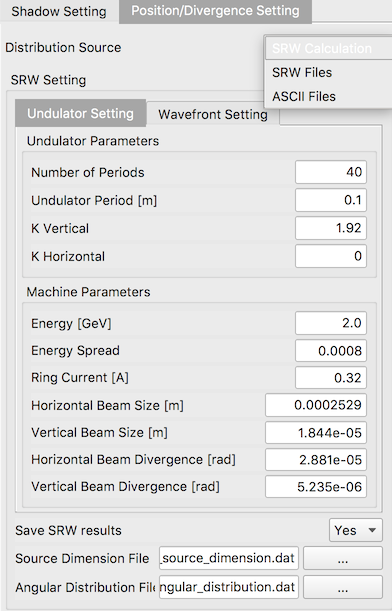 Shadow Setting Position/Divergence Setting
Distribution Source SRW Calculation
SRW Files
ASCII Files
SRW Setting
Undulator Setting Wavefront Setting
Undulator Parameters
Number of Periods 40
Undulator Period [m] 0.1
K Vertical 1.92
K Horizontal 0
Machine Parameters
Energy [GeV] 2.0
Energy Spread 0.0008
Ring Current [A] 0.32
Horizontal Beam Size [m] 0.0002529
Vertical Beam Size [m] 1.844e-05
Horizontal Beam Divergence [rad] 2.881e-05
Vertical Beam Divergence [rad] 5.235e-06
Save SRW results Yes
Source Dimension File _source_dimension.dat ...
Angular Distribution File ngular_distribution.dat ...